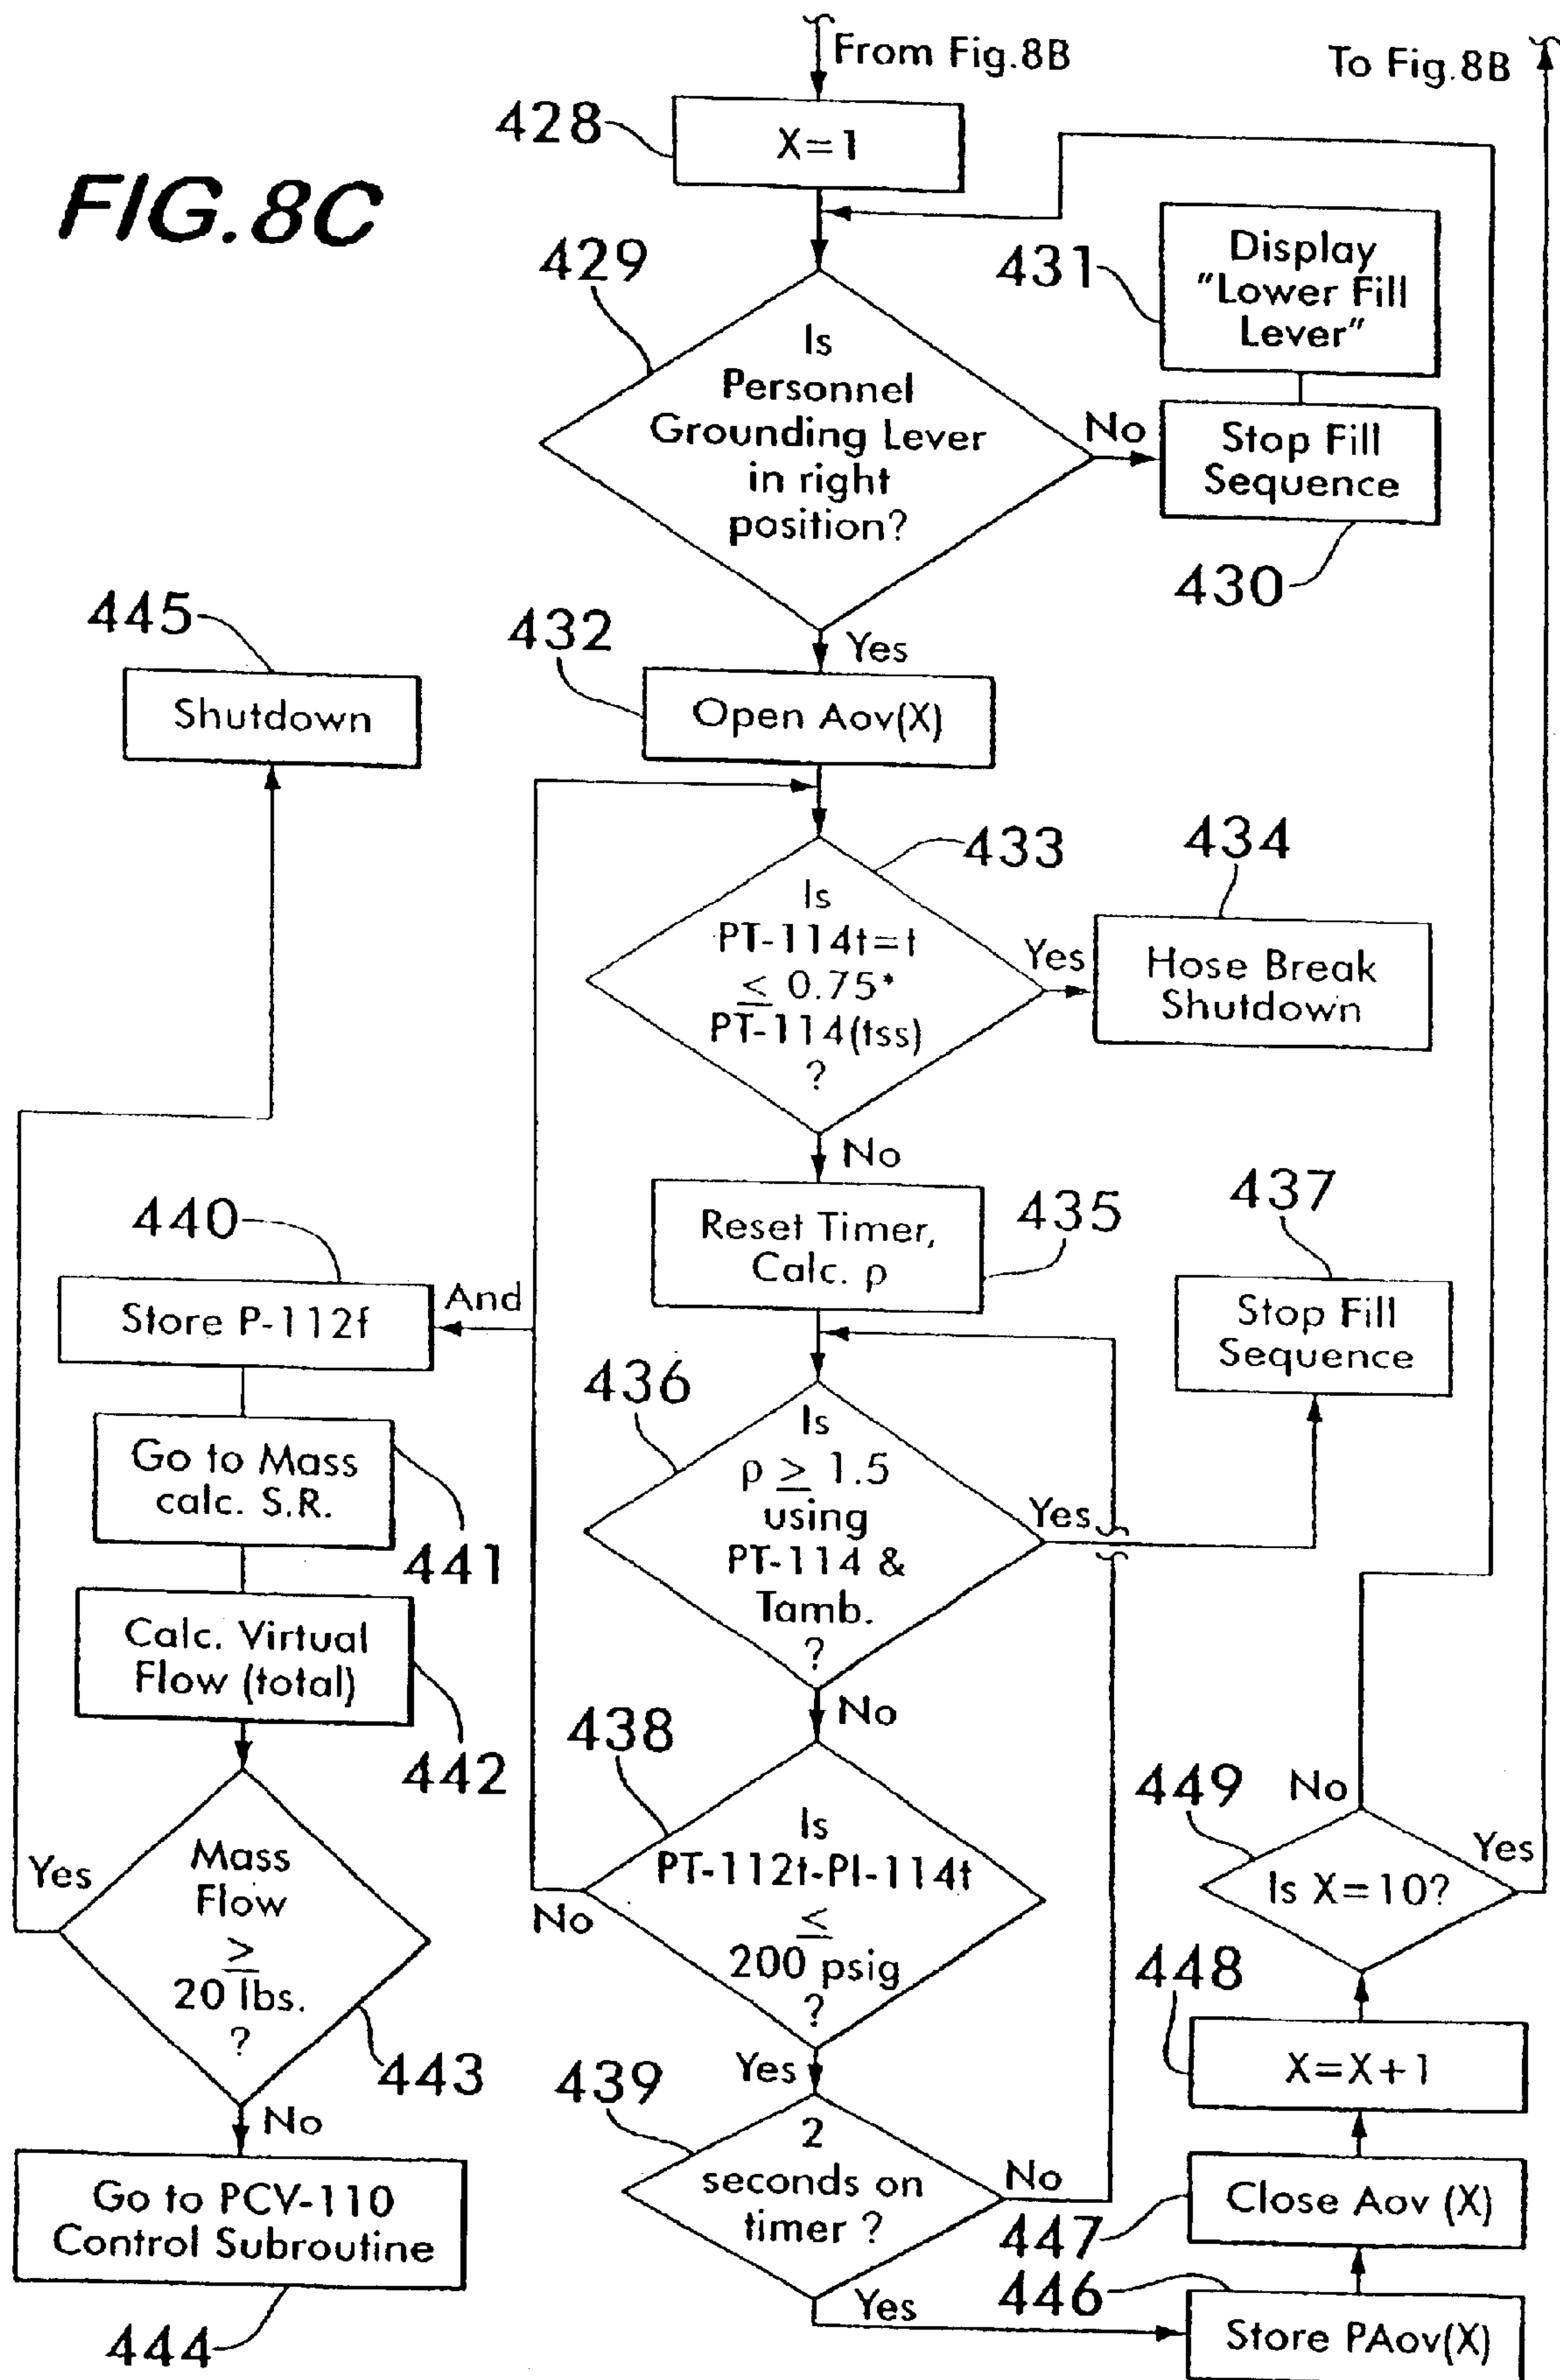 From Fig.8B
To Fig.8B
FIG.8C
428
X=1
429
Is
Personnel
Grounding Lever
in right
position?
431
Display
"Lower Fill
Lever"
No
Stop Fill
Sequence
430
Yes
432
Open Aov(X)
445
Shutdown
433
Is
PT-114t=t
≤ 0.75*
PT-114(tss)
?
Yes
434
Hose Break
Shutdown
No
435
Reset Timer,
Calc. ρ
437
Stop Fill
Sequence
440
Store P-112f
And
436
Is
ρ ≥ 1.5
using
PT-114 &
Tamb.
?
Yes
No
441
Go to Mass
calc. S.R.
442
Calc. Virtual
Flow (total)
438
Is
PT-112t-PI-114t
≤
200 psig
?
No
Yes
Yes
Mass
Flow
≥
20 lbs.
?
443
No
Go to PCV-110
Control Subroutine
444
439
2
seconds on
timer ?
No
Yes
449
No
Is X=10?
Yes
448
X=X+1
447
Close Aov (X)
446
Store PAov(X)